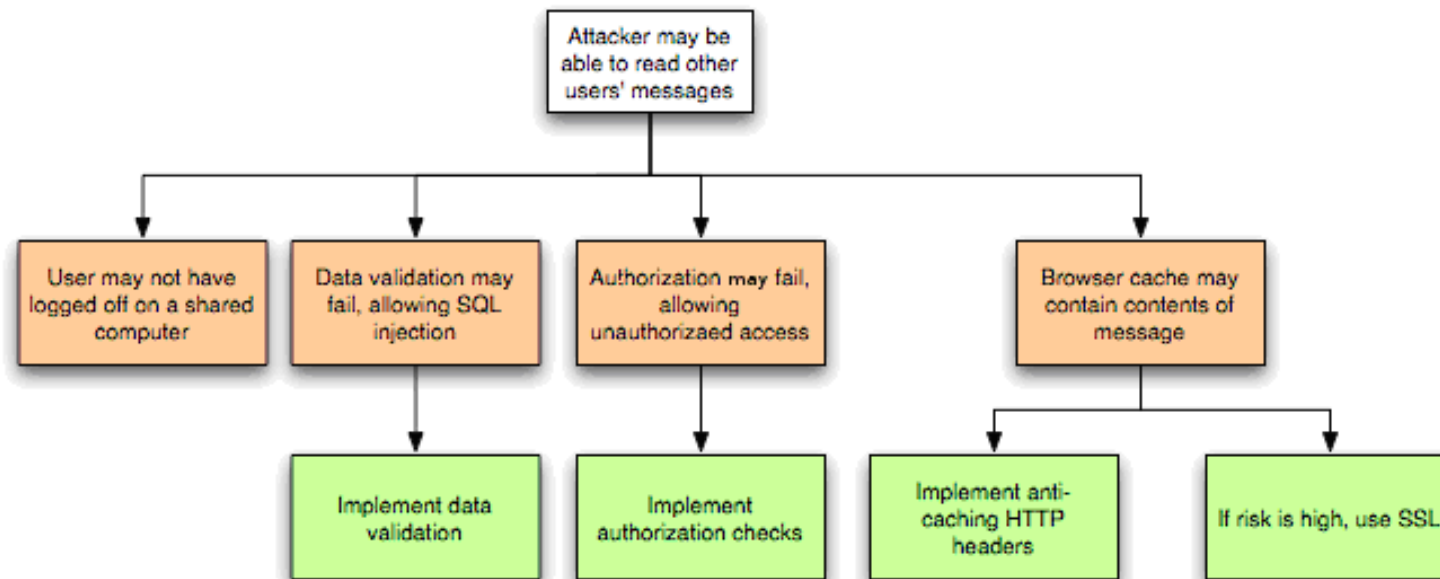 Attacker may be
able to read other
users' messages
User may not have
logged off on a shared
computer
Data validation may
fail, allowing SQL
injection
Authorization may fail,
allowing
unauthorizaed access
Browser cache may
contain contents of
message
Implement data
validation
Implement
authorization checks
Implement anti-
caching HTTP
headers
If risk is high, use SSL